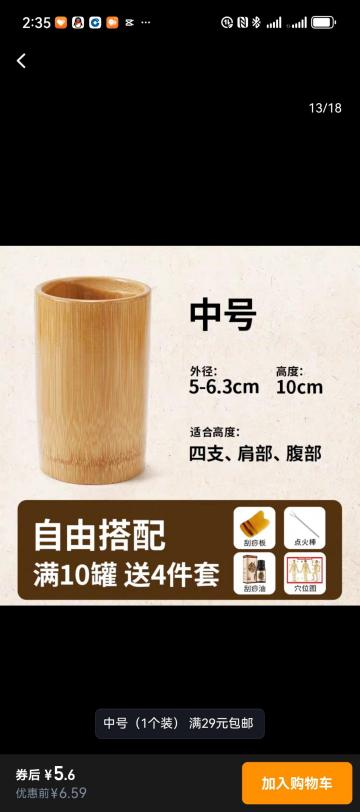 2:35
13/18
中号
外径： 高度：
5-6.3cm 10cm
适合高度：
四支、肩部、腹部
自由搭配
满10罐 送4件套
刮痧板 点火棒
刮痧油 穴位图
中号（1个装） 满29元包邮
券后 ¥5.6
优惠前¥6.59
加入购物车